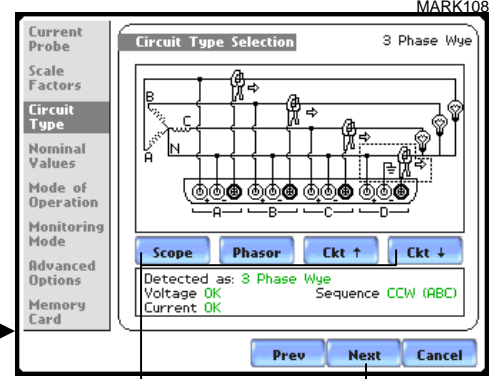 MARK108
Current
Probe
Scale
Factors
Circuit
Type
Nominal
Values
Mode of
Operation
Monitoring
Mode
Advanced
Options
Memory
Card
Circuit Type Selection
3 Phase Wye
B
C
A
N
A
B
C
D
Scope
Phasor
Ckt ↑
Ckt ↓
Detected as: 3 Phase Wye
Voltage OK
Sequence CCW (ABC)
Current OK
Prev
Next
Cancel